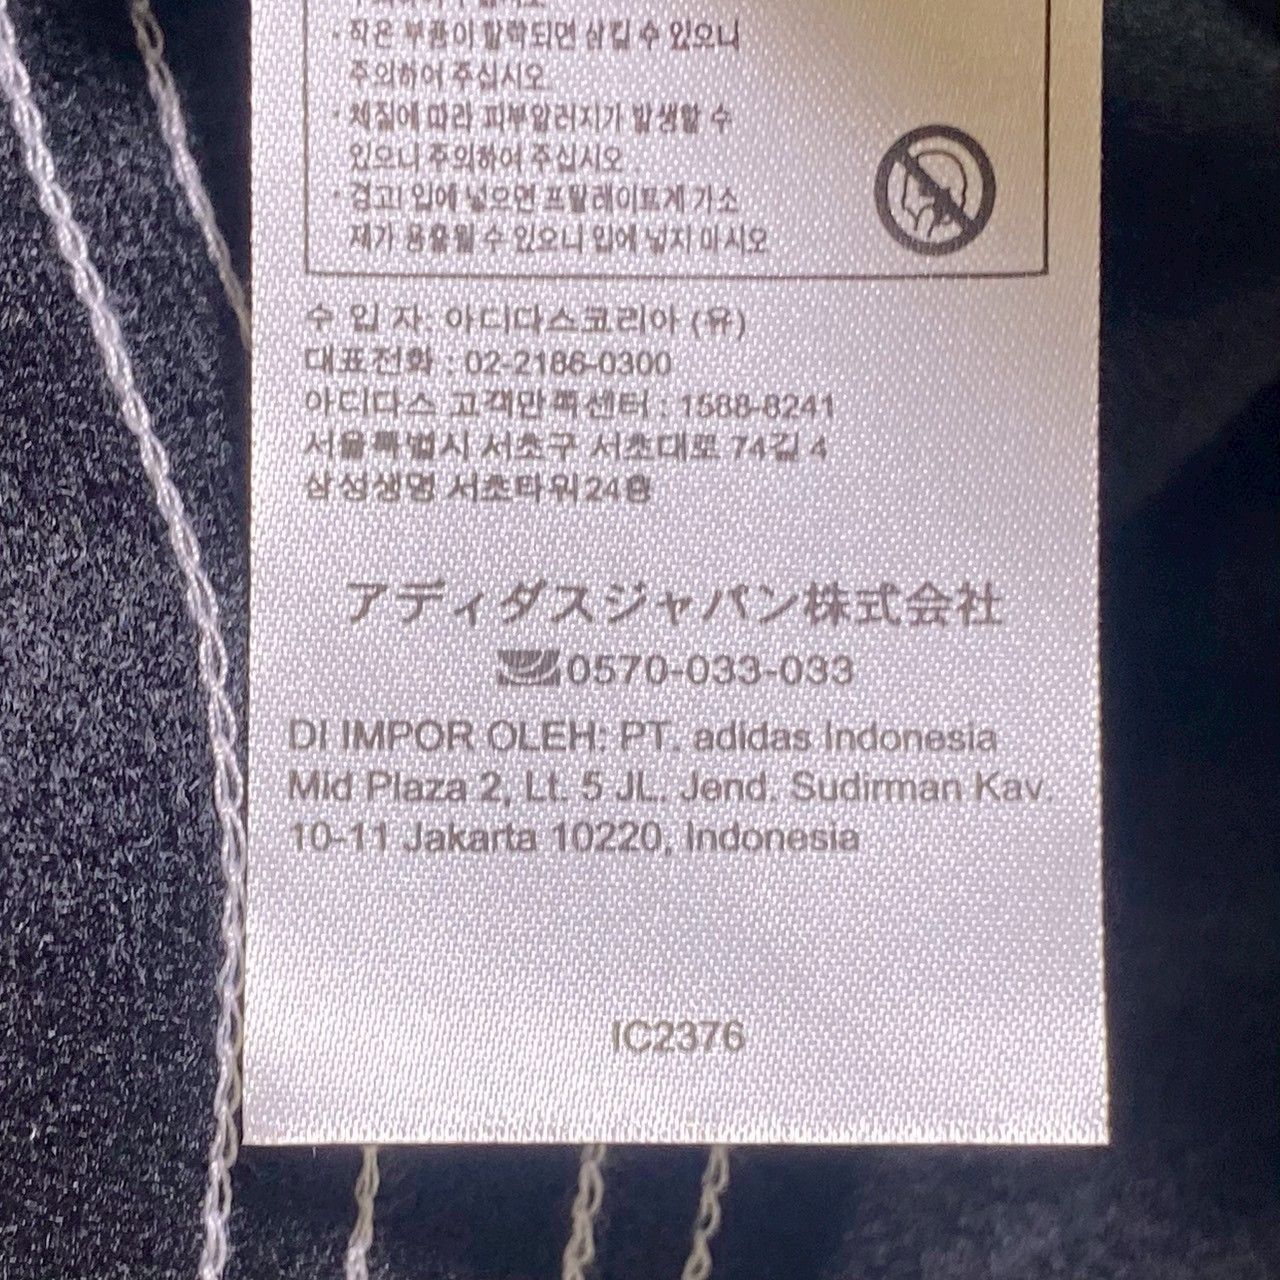 · 작은 부품이 탈락되면 삼킬 수 있으니
주의하여 주십시오.
· 체질에 따라 피부알러지가 발생할 수
있으니 주의하여 주십시오.
· 경고! 입에 넣으면 프탈레이트계 가소
제가 용출될 수 있으니 입에 넣지 마시오
수 입 자: 아디다스코리아 (유)
대표전화 : 02-2186-0300
아디다스 고객만족센터 : 1588-8241
서울특별시 서초구 서초대로 74길 4
삼성생명 서초타워24층
アディダスジャパン株式会社
0570-033-033
DI IMPOR OLEH: PT. adidas Indonesia
Mid Plaza 2, Lt. 5 JL. Jend. Sudirman Kav.
10-11 Jakarta 10220, Indonesia
IC2376